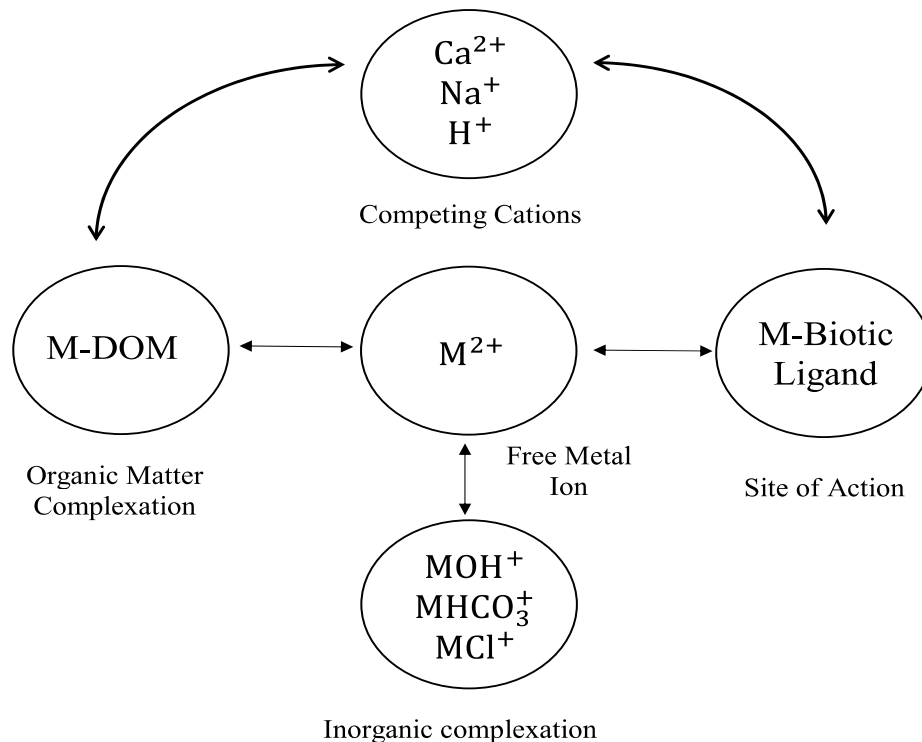 Ca²⁺
Na⁺
H⁺
Competing Cations
M-DOM
Organic Matter
Complexation
M²⁺
Free Metal
Ion
M-Biotic
Ligand
Site of Action
MOH⁺
MHCO₃⁺
MCl⁺
Inorganic complexation